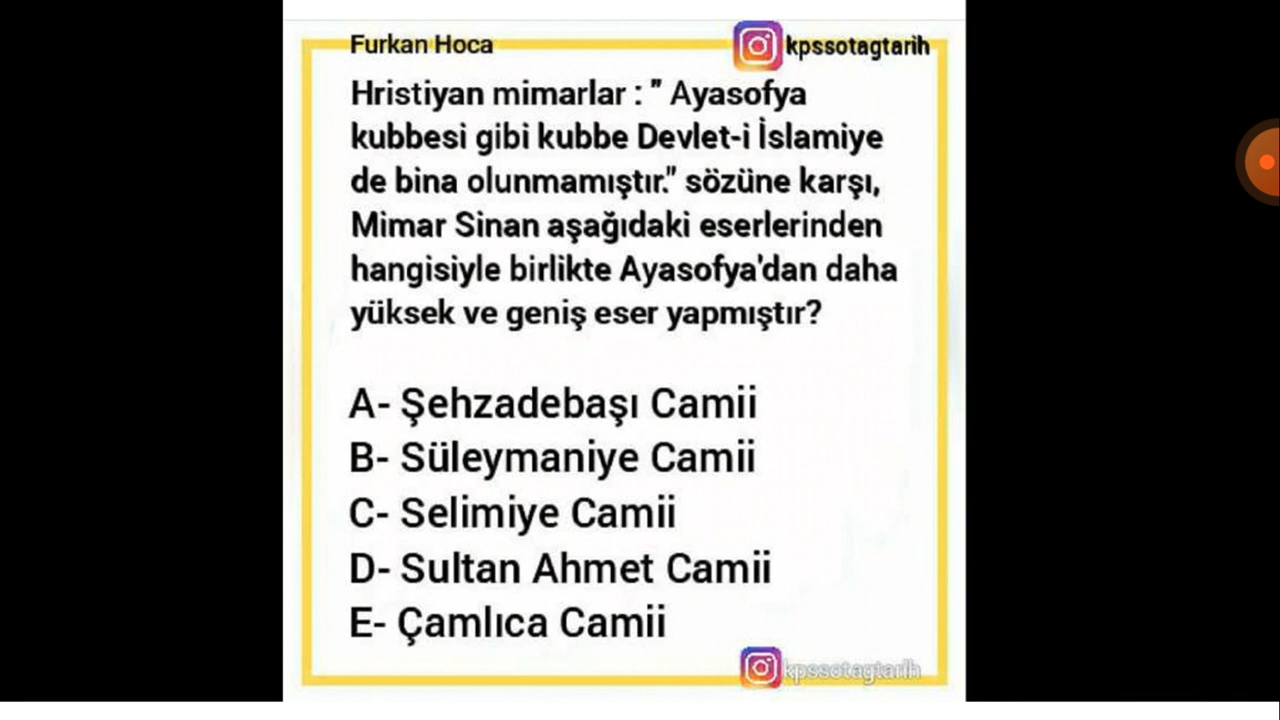 Furkan Hoca
kpssotagtarih
Hristiyan mimarlar : " Ayasofya
kubbesi gibi kubbe Devlet-i İslamiye
de bina olunmamıştır." sözüne karşı,
Mimar Sinan aşağıdaki eserlerinden
hangisiyle birlikte Ayasofya'dan daha
yüksek ve geniş eser yapmıştır?
A- Şehzadebaşı Camii
B- Süleymaniye Camii
C- Selimiye Camii
D- Sultan Ahmet Camii
E- Çamlıca Camii
kpssotagtarih